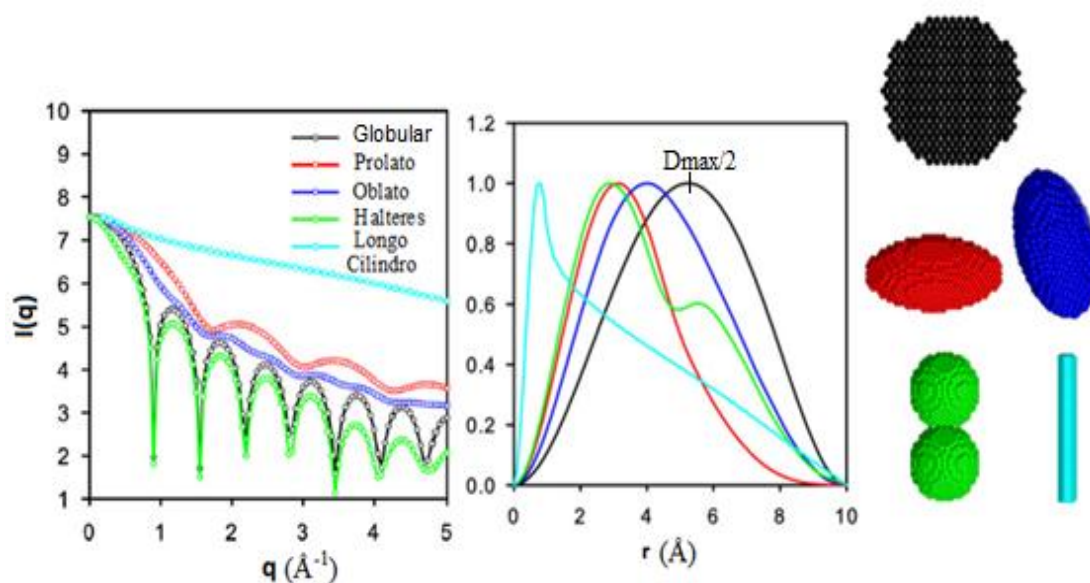 10
9
8
7
6
5
4
3
2
1
I(q)
0 1 2 3 4 5
q (Å⁻¹)
Globular
Prolato
Oblato
Halteres
Longo
Cilindro
1.2
1.0
0.8
0.6
0.4
0.2
0.0
Dmax/2
0 2 4 6 8 10
r (Å)